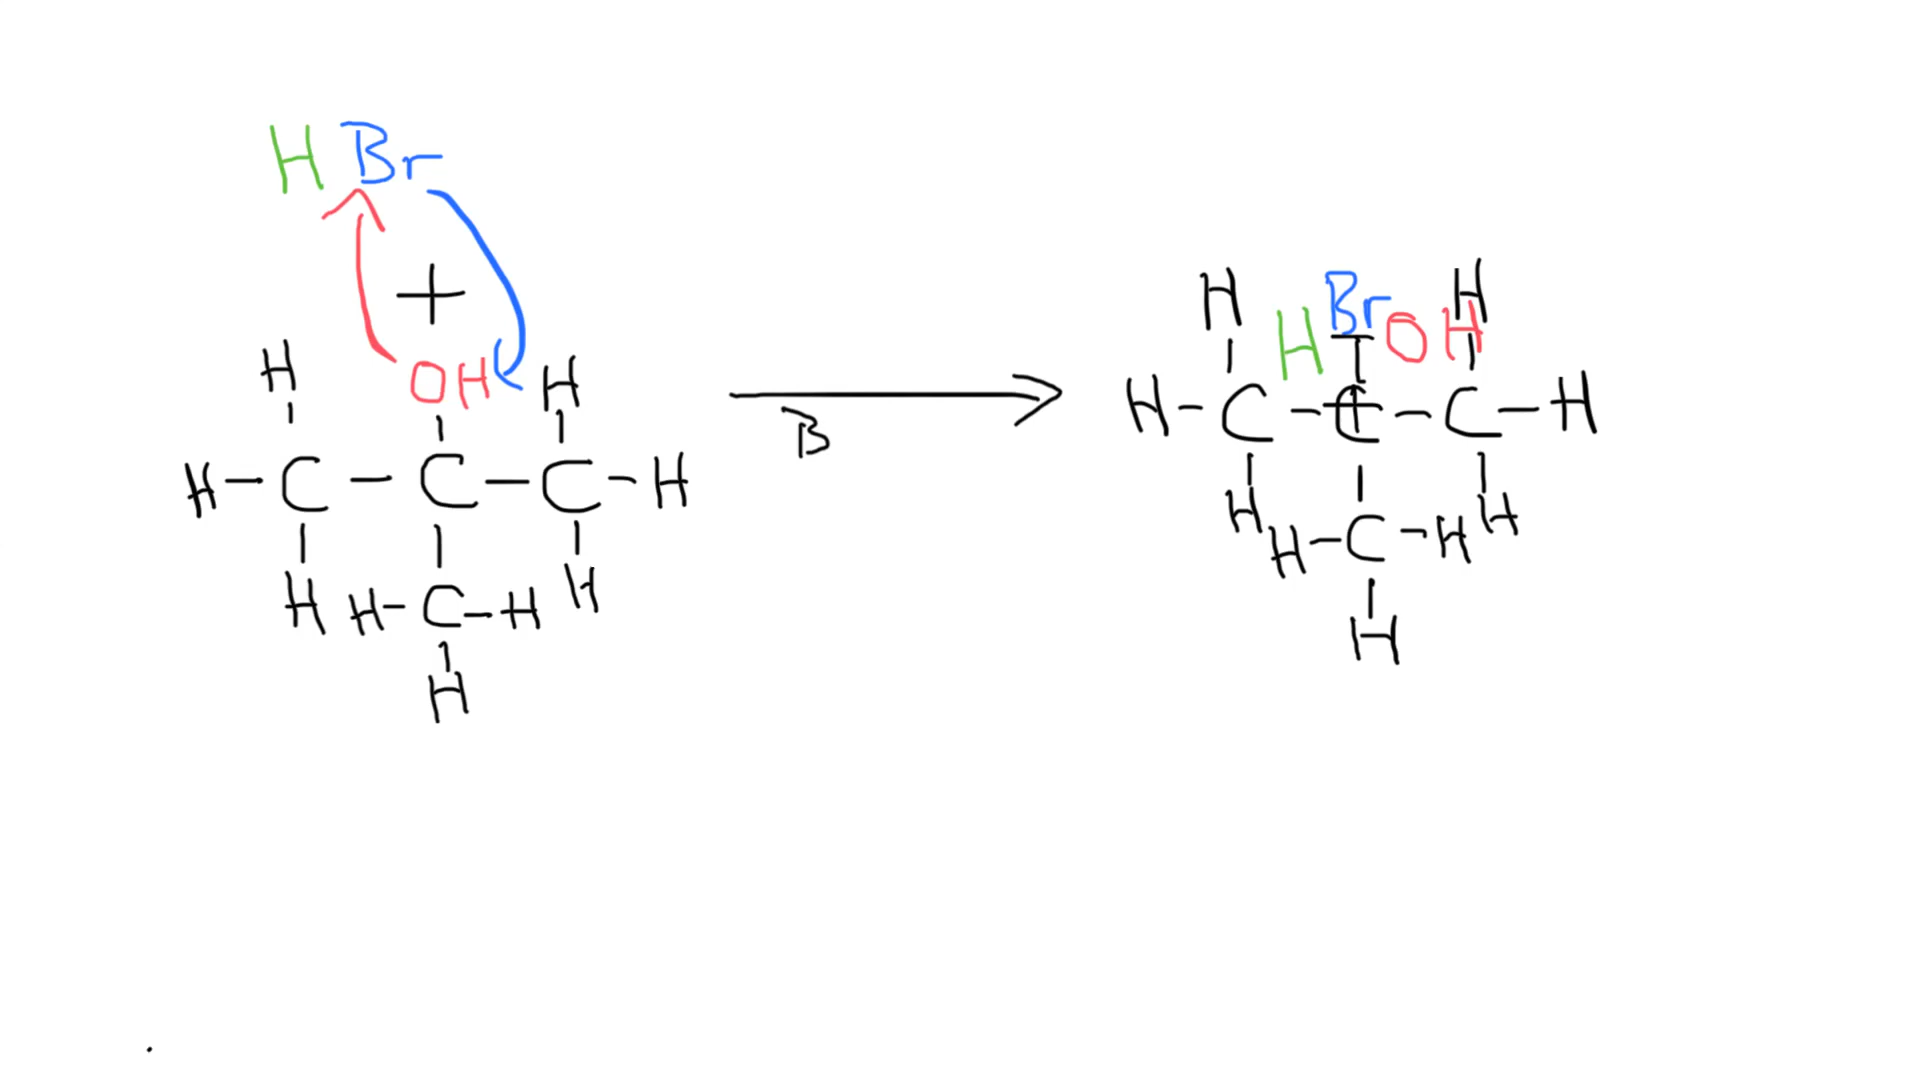 H Br
+
H OH H
H - C - C - C - H
H H - C - H H
H
B
H Br H
H OH
H - C - C - C - H
H H
H - C - H
H